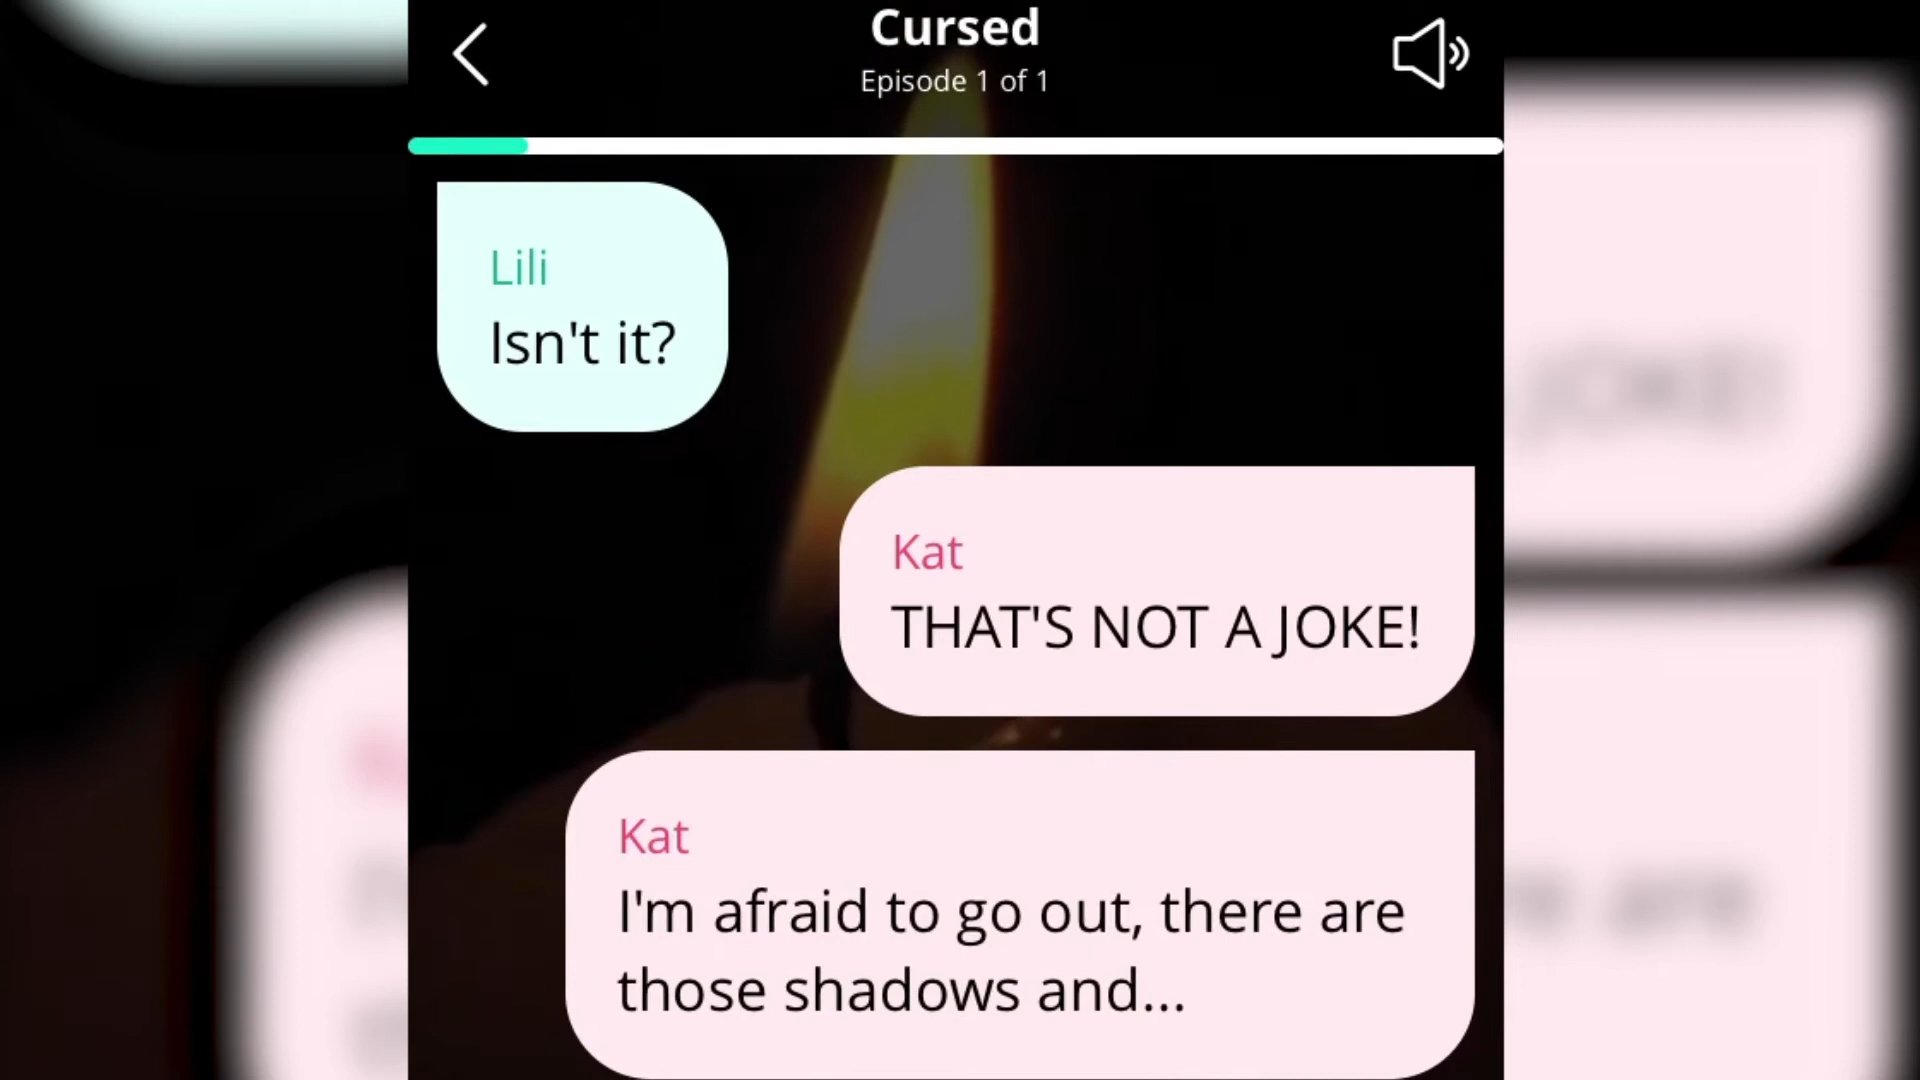 Cursed
Episode 1 of 1
Lili
Isn't it?
Kat
THAT'S NOT A JOKE!
Kat
I'm afraid to go out, there are
those shadows and...